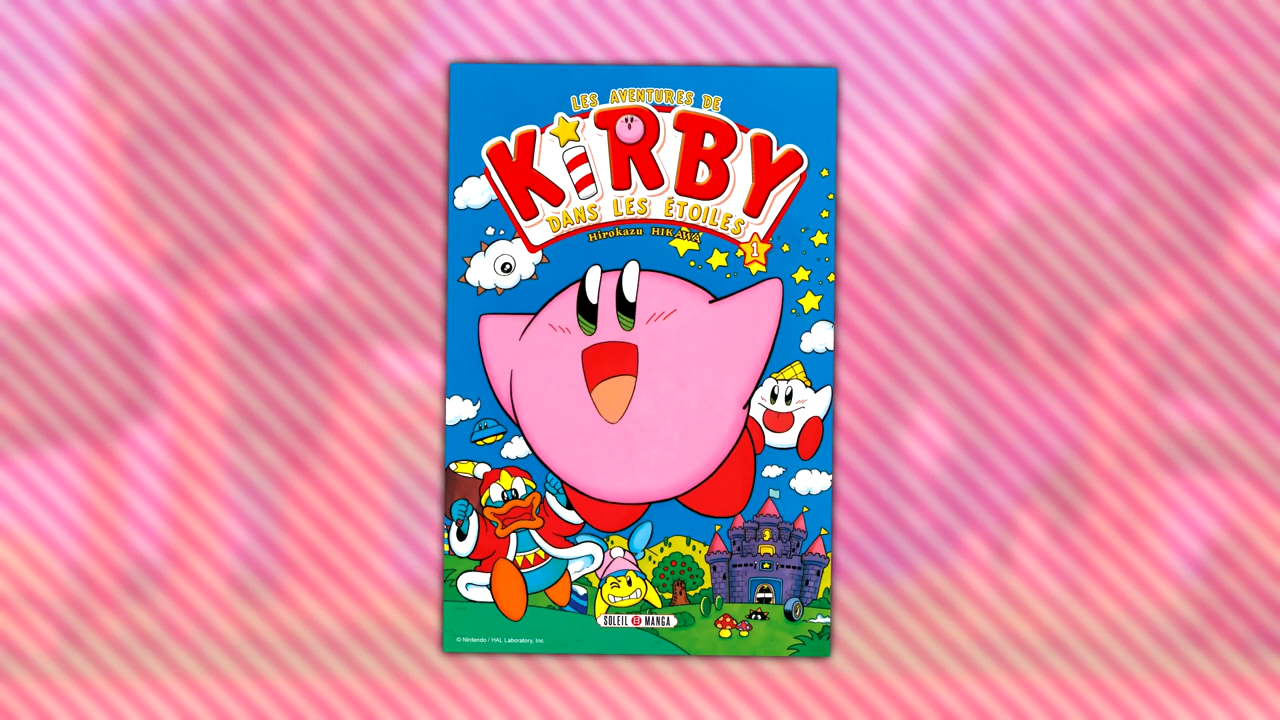 LES AVENTURES DE
KiRBY
DANS LES ÉTOILES
Hirokazu HIKAWA
1
SOLEIL MANGA
© Nintendo / HAL Laboratory, Inc.